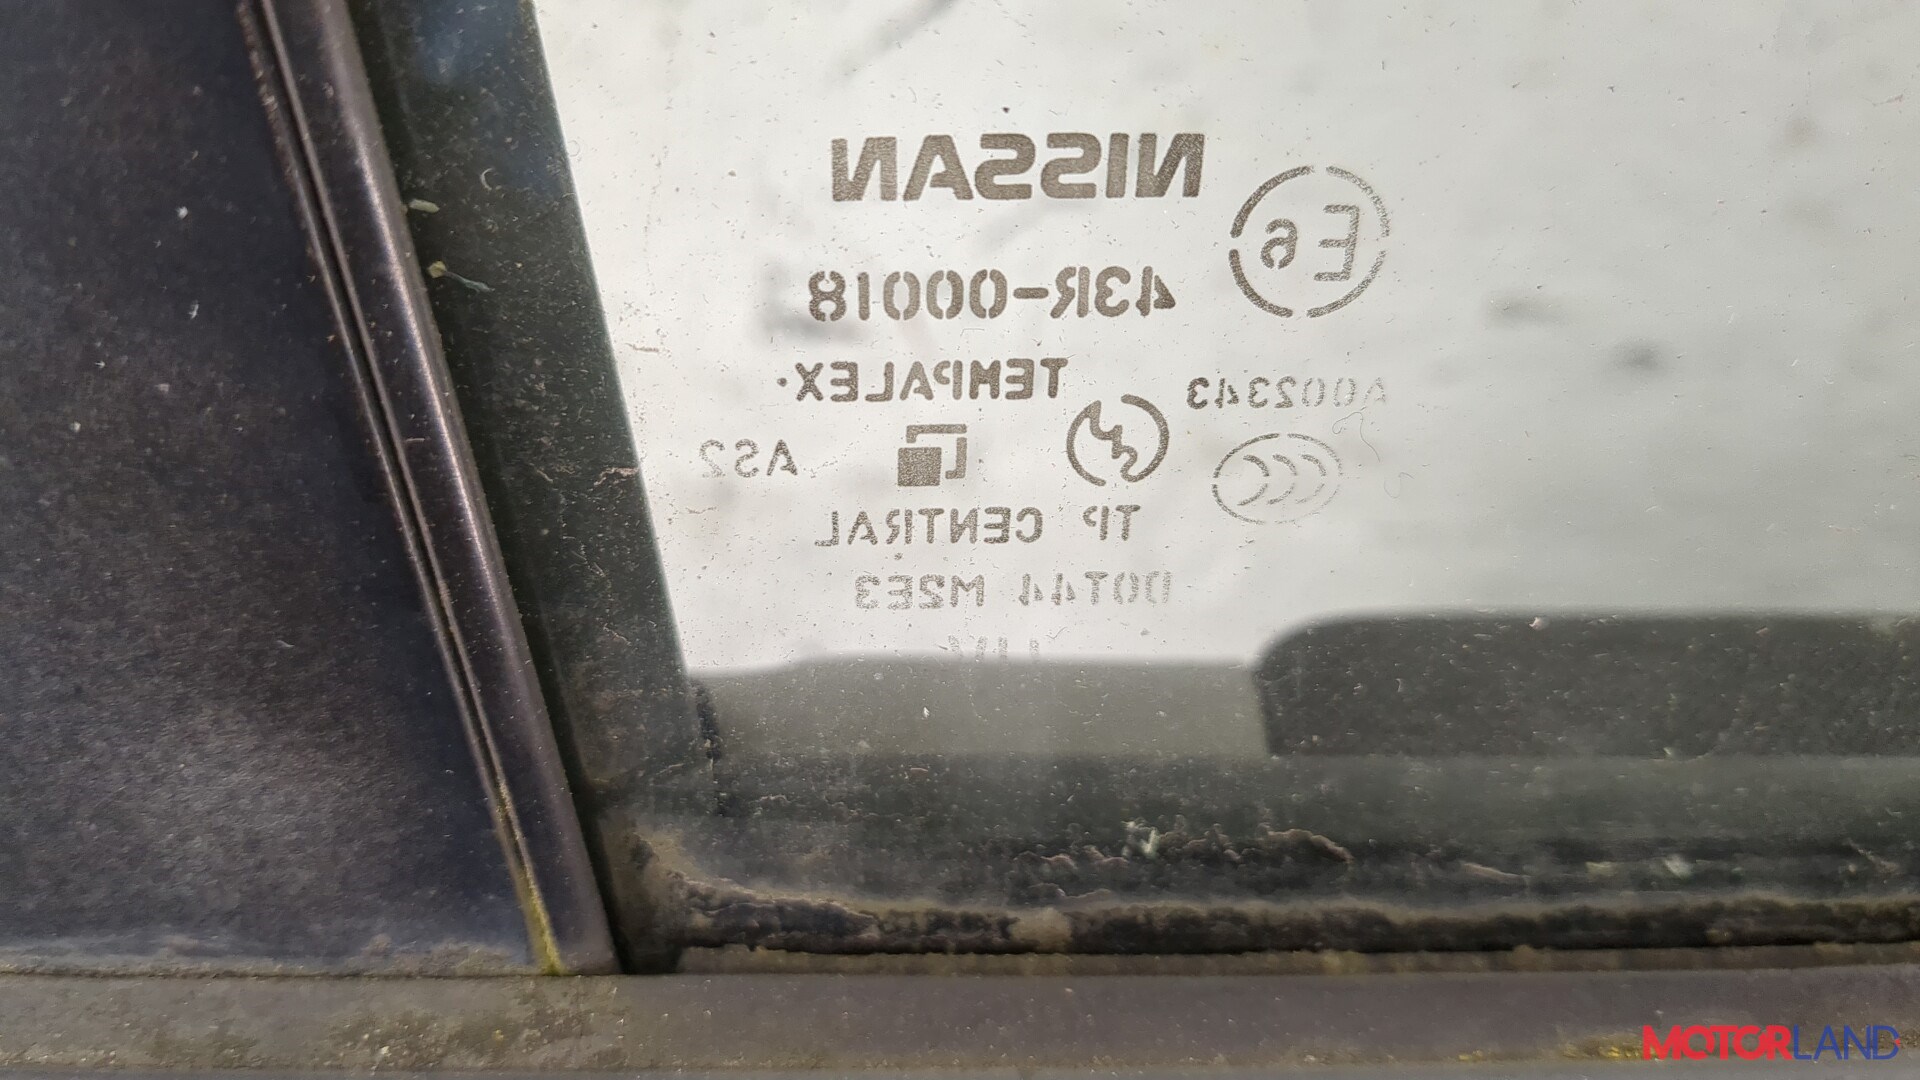 NISSAN
E6
43R-00018
TEMPALEX
A002343
AS2
TP CENTRAL
DOT44 M2E3
MOTORLAND